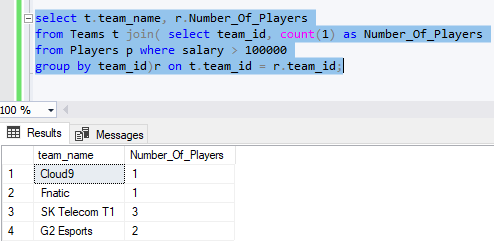 select t.team_name, r.Number_Of_Players
from Teams t join( select team_id, count(1) as Number_Of_Players
from Players p where salary > 100000
group by team_id)r on t.team_id = r.team_id;
100 %
Results Messages
team_name Number_Of_Players
1 Cloud9 1
2 Fnatic 1
3 SK Telecom T1 3
4 G2 Esports 2